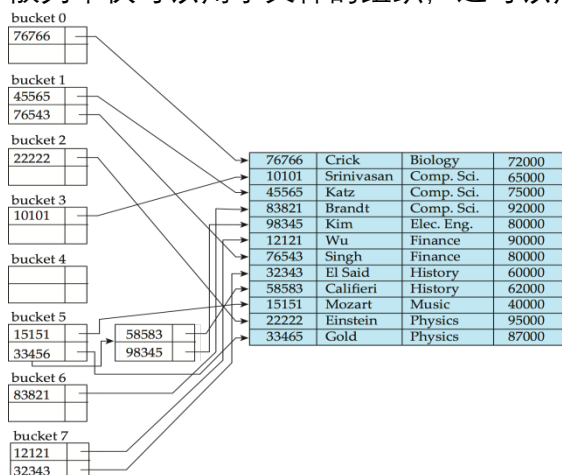 bucket 0
76766
bucket 1
45565
76543
bucket 2
22222
bucket 3
10101
bucket 4
bucket 5
15151
33456
58583
98345
bucket 6
83821
bucket 7
12121
32343
76766 Crick Biology 72000
10101 Srinivasan Comp. Sci. 65000
45565 Katz Comp. Sci. 75000
83821 Brandt Comp. Sci. 92000
98345 Kim Elec. Eng. 80000
12121 Wu Finance 90000
76543 Singh Finance 80000
32343 El Said History 60000
58583 Califieri History 62000
15151 Mozart Music 40000
22222 Einstein Physics 95000
33465 Gold Physics 87000